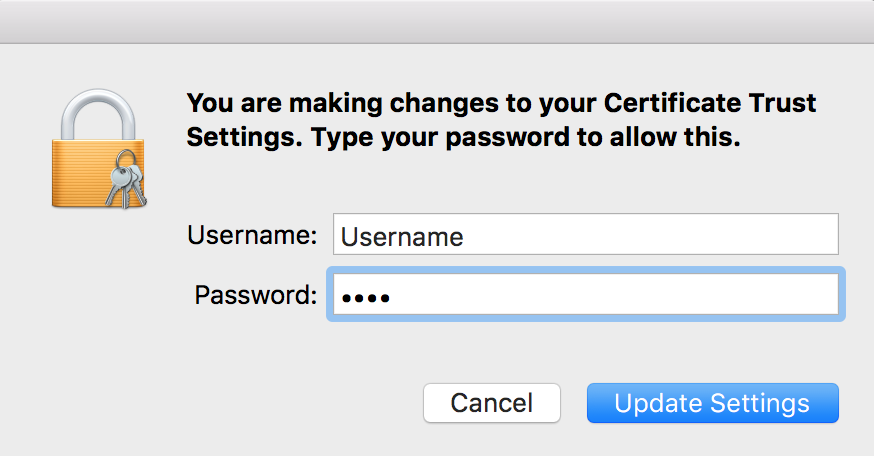 You are making changes to your Certificate Trust
Settings. Type your password to allow this.
Username: Username
Password: ••••
Cancel Update Settings